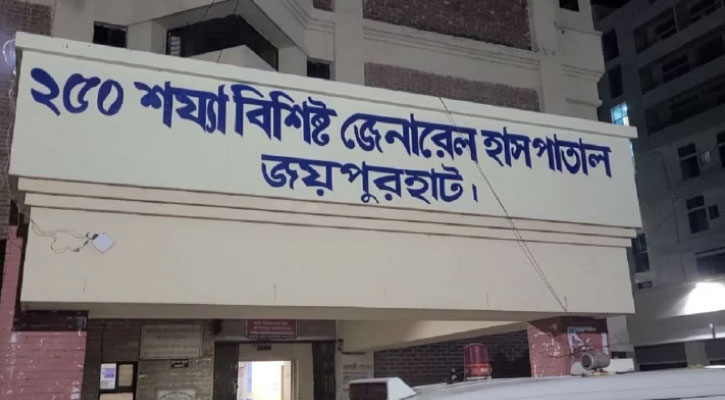 ২৫০ শয্যা বিশিষ্ট জেনারেল হাসপাতাল
জয়পুরহাট।